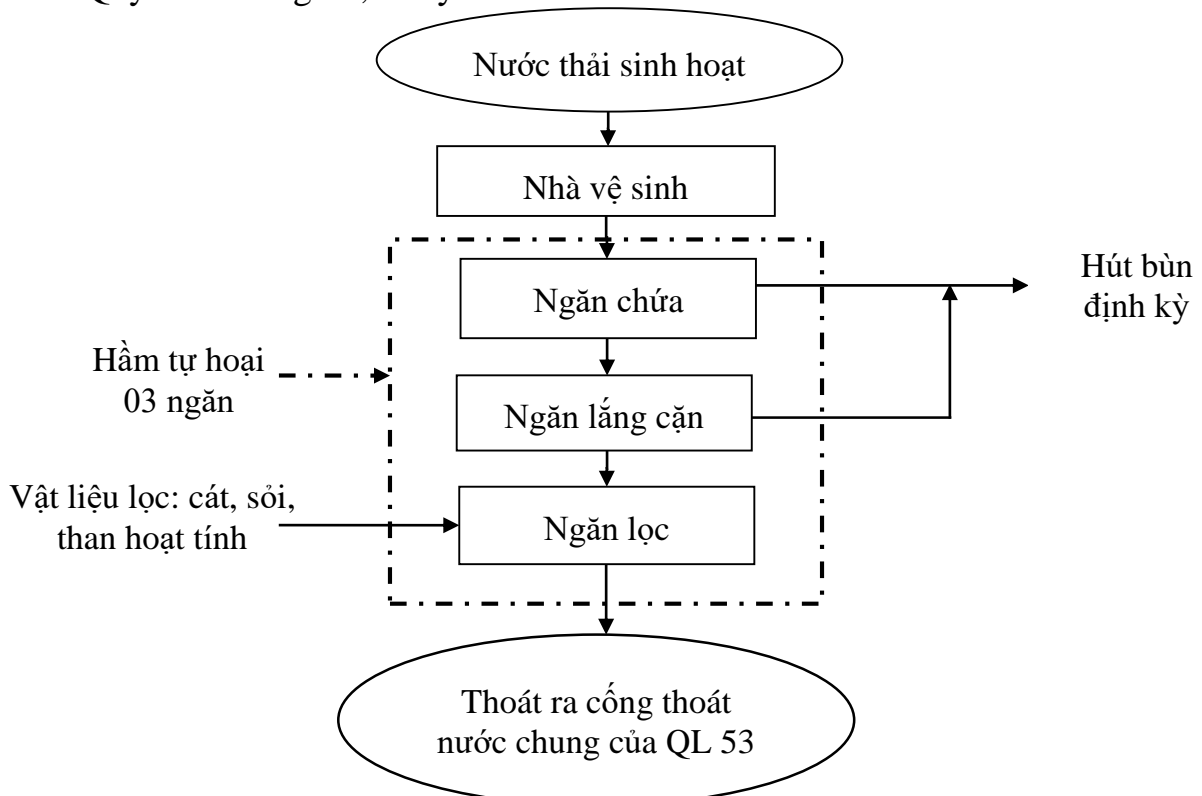 Nước thải sinh hoạt
Nhà vệ sinh
Ngăn chứa
Hút bùn
định kỳ
Hầm tự hoại
03 ngăn
Ngăn lắng cặn
Vật liệu lọc: cát, sỏi,
than hoạt tính
Ngăn lọc
Thoát ra cống thoát
nước chung của QL 53